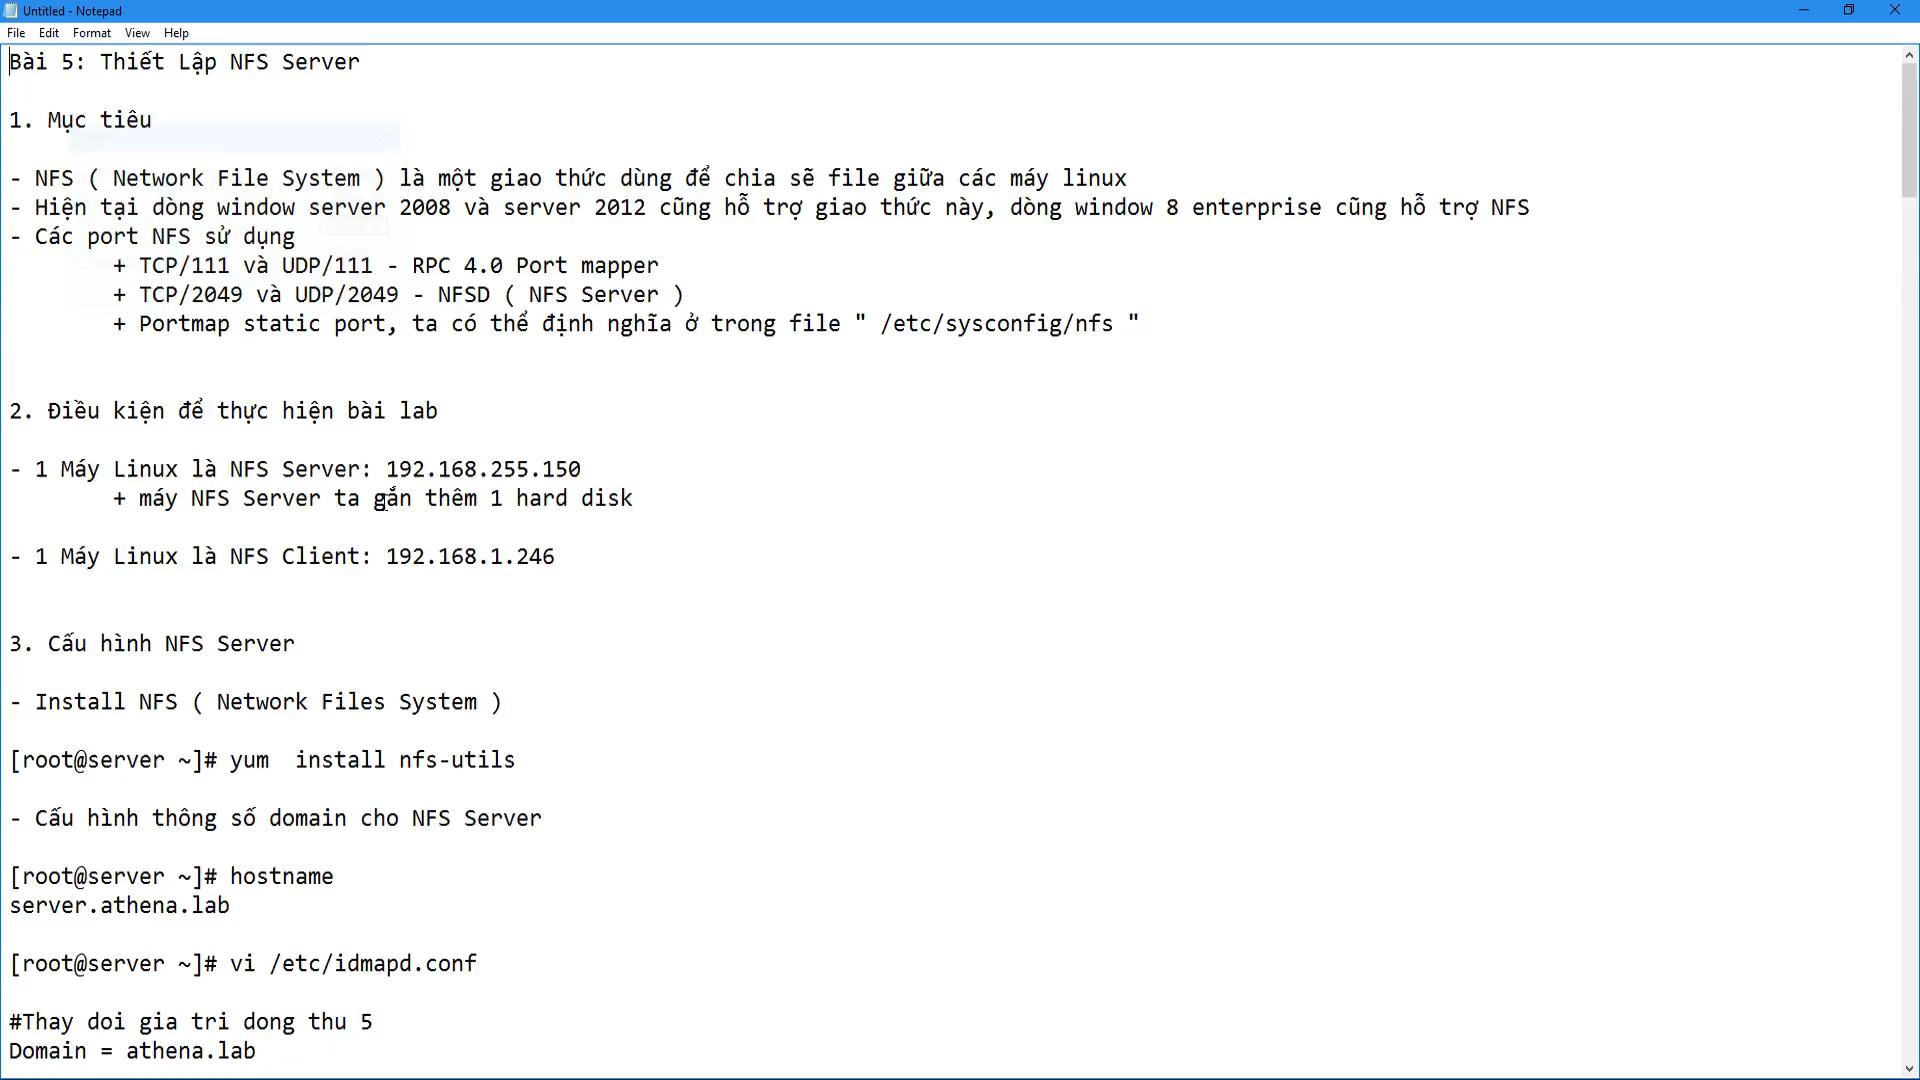 Untitled - Notepad
File Edit Format View Help
Bài 5: Thiết Lập NFS Server
1. Mục tiêu
- NFS ( Network File System ) là một giao thức dùng để chia sẽ file giữa các máy linux
- Hiện tại dòng window server 2008 và server 2012 cũng hỗ trợ giao thức này, dòng window 8 enterprise cũng hỗ trợ NFS
- Các port NFS sử dụng
+ TCP/111 và UDP/111 - RPC 4.0 Port mapper
+ TCP/2049 và UDP/2049 - NFSD ( NFS Server )
+ Portmap static port, ta có thể định nghĩa ở trong file " /etc/sysconfig/nfs "
2. Điều kiện để thực hiện bài lab
- 1 Máy Linux là NFS Server: 192.168.255.150
+ máy NFS Server ta gắn thêm 1 hard disk
- 1 Máy Linux là NFS Client: 192.168.1.246
3. Cấu hình NFS Server
- Install NFS ( Network Files System )
[root@server ~]# yum  install nfs-utils
- Cấu hình thông số domain cho NFS Server
[root@server ~]# hostname
server.athena.lab
[root@server ~]# vi /etc/idmapd.conf
#Thay doi gia tri dong thu 5
Domain = athena.lab